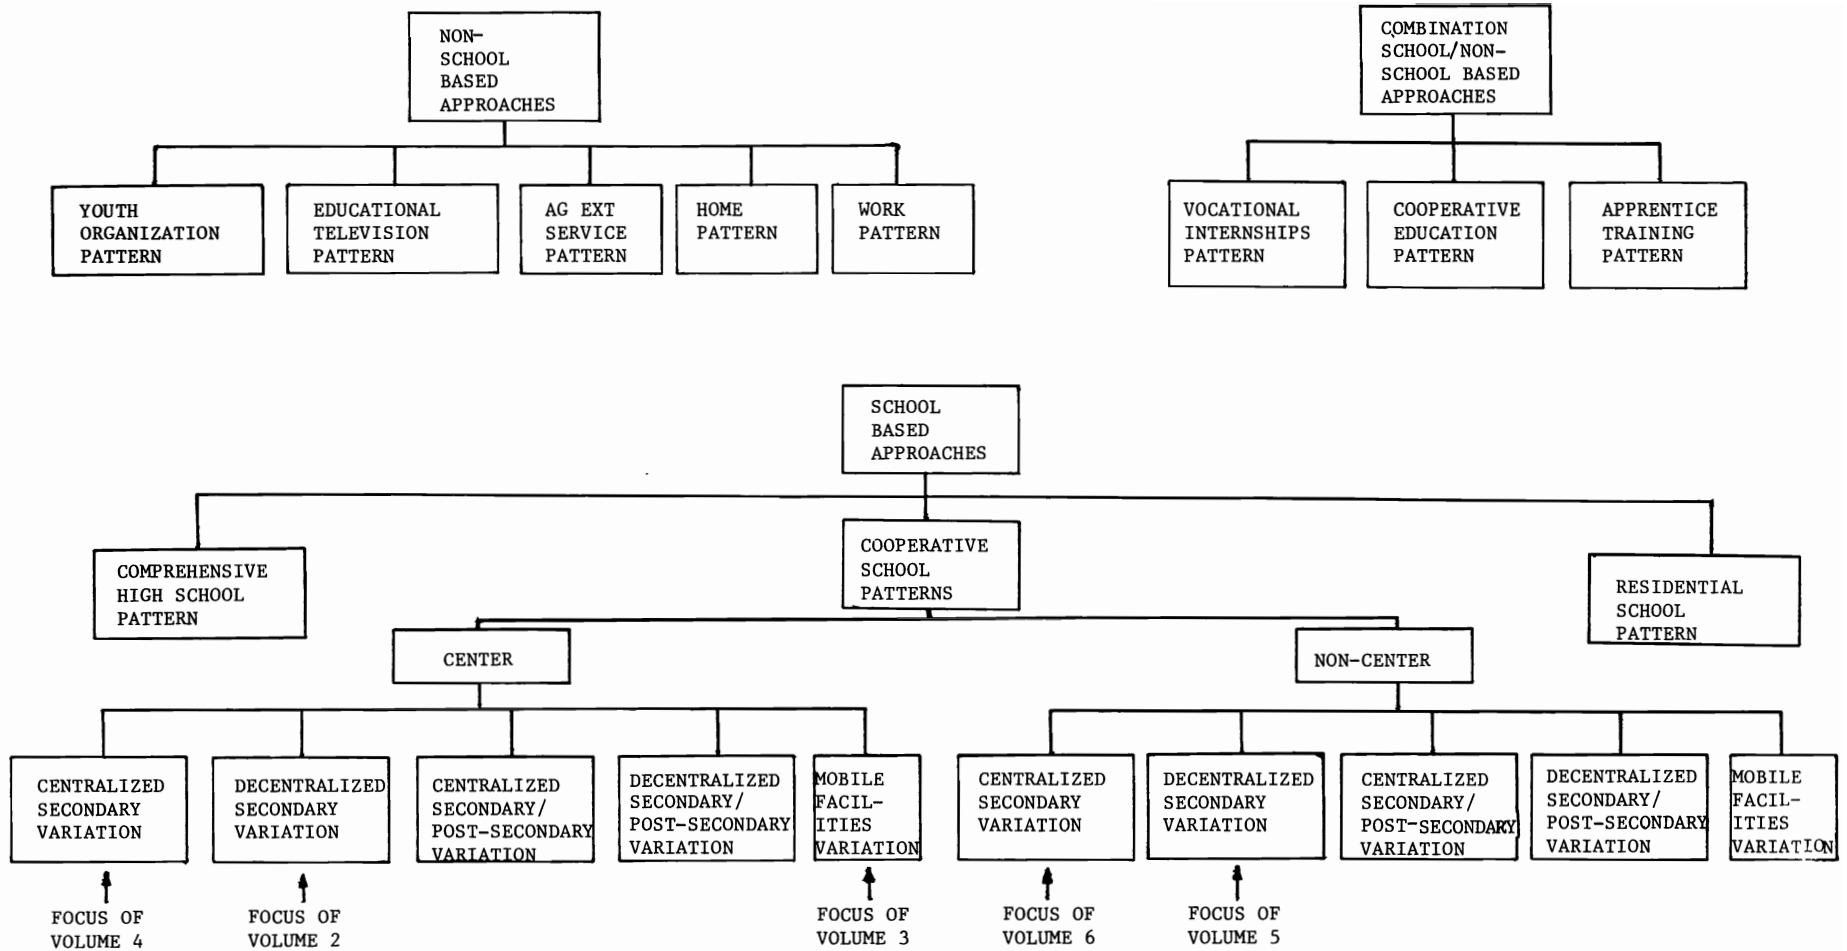 NON-
SCHOOL
BASED
APPROACHES
COMBINATION
SCHOOL/NON-
SCHOOL BASED
APPROACHES
YOUTH
ORGANIZATION
PATTERN
EDUCATIONAL
TELEVISION
PATTERN
AG EXT
SERVICE
PATTERN
HOME
PATTERN
WORK
PATTERN
VOCATIONAL
INTERNSHIPS
PATTERN
COOPERATIVE
EDUCATION
PATTERN
APPRENTICE
TRAINING
PATTERN
SCHOOL
BASED
APPROACHES
COMPREHENSIVE
HIGH SCHOOL
PATTERN
COOPERATIVE
SCHOOL
PATTERNS
RESIDENTIAL
SCHOOL
PATTERN
CENTER
NON-CENTER
CENTRALIZED
SECONDARY
VARIATION
DECENTRALIZED
SECONDARY
VARIATION
CENTRALIZED
SECONDARY/
POST-SECONDARY
VARIATION
DECENTRALIZED
SECONDARY/
POST-SECONDARY
VARIATION
MOBILE
FACIL-
ITIES
VARIATION
CENTRALIZED
SECONDARY
VARIATION
DECENTRALIZED
SECONDARY
VARIATION
CENTRALIZED
SECONDARY/
POST-SECONDARY
VARIATION
DECENTRALIZED
SECONDARY/
POST-SECONDARY
VARIATION
MOBILE
FACIL-
ITIES
VARIATION
FOCUS OF
VOLUME 4
FOCUS OF
VOLUME 2
FOCUS OF
VOLUME 3
FOCUS OF
VOLUME 6
FOCUS OF
VOLUME 5